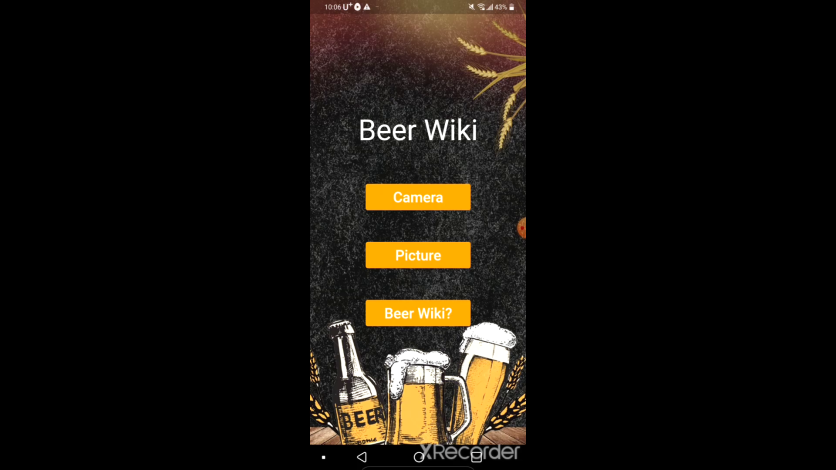 10:06 U+ 43%
Beer Wiki
Camera
Picture
Beer Wiki?
BEER
XRecorder